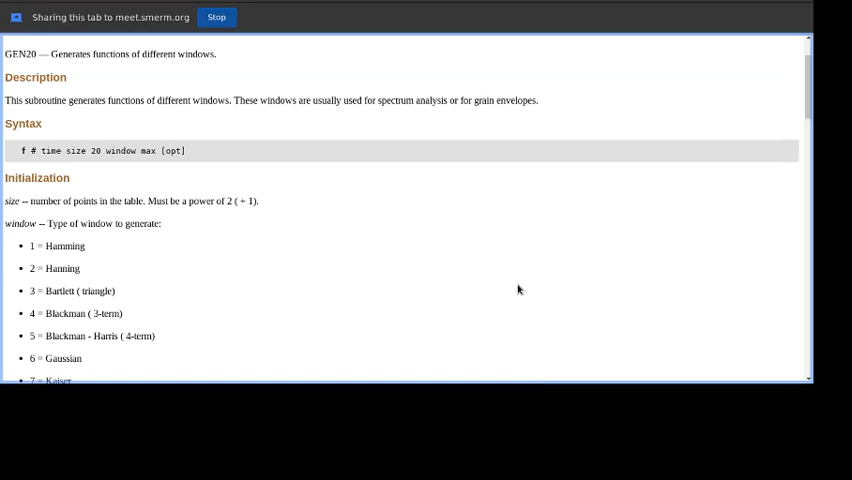 Sharing this tab to meet.smerm.org
Stop
GEN20 — Generates functions of different windows.
Description
This subroutine generates functions of different windows. These windows are usually used for spectrum analysis or for grain envelopes.
Syntax
f # time size 20 window max [opt]
Initialization
size -- number of points in the table. Must be a power of 2 ( + 1).
window -- Type of window to generate:
• 1 = Hamming
• 2 = Hanning
• 3 = Bartlett ( triangle)
• 4 = Blackman ( 3-term)
• 5 = Blackman - Harris ( 4-term)
• 6 = Gaussian
• 7 = Kaiser